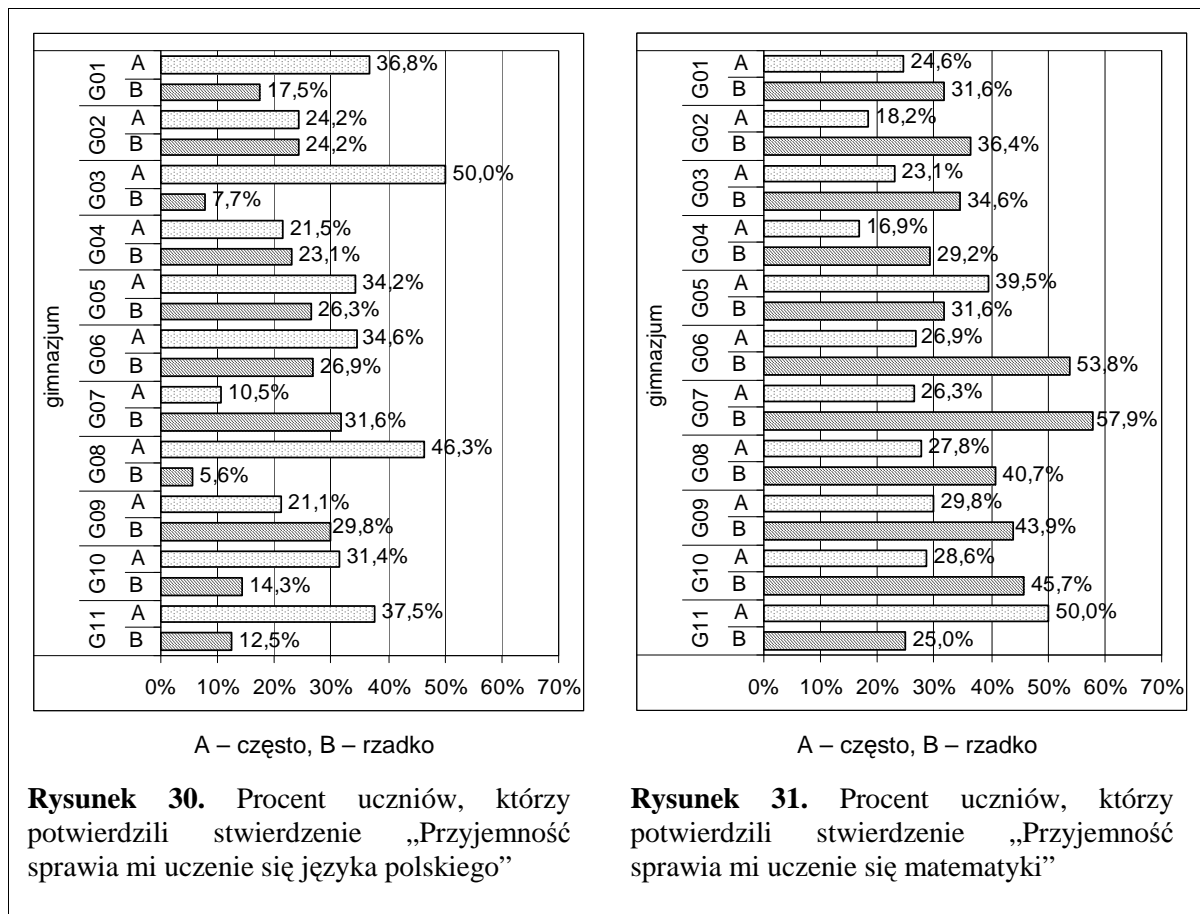 gimnazjum
G01
A
36,8%
B
17,5%
G02
A
24,2%
B
24,2%
G03
A
50,0%
B
7,7%
G04
A
21,5%
B
23,1%
G05
A
34,2%
B
26,3%
G06
A
34,6%
B
26,9%
G07
A
10,5%
B
31,6%
G08
A
46,3%
B
5,6%
G09
A
21,1%
B
29,8%
G10
A
31,4%
B
14,3%
G11
A
37,5%
B
12,5%
0% 10% 20% 30% 40% 50% 60% 70%
A – często, B – rzadko
Rysunek 30. Procent uczniów, którzy
potwierdzili stwierdzenie „Przyjemność
sprawia mi uczenie się języka polskiego”
gimnazjum
G01
A
24,6%
B
31,6%
G02
A
18,2%
B
36,4%
G03
A
23,1%
B
34,6%
G04
A
16,9%
B
29,2%
G05
A
39,5%
B
31,6%
G06
A
26,9%
B
53,8%
G07
A
26,3%
B
57,9%
G08
A
27,8%
B
40,7%
G09
A
29,8%
B
43,9%
G10
A
28,6%
B
45,7%
G11
A
50,0%
B
25,0%
0% 10% 20% 30% 40% 50% 60% 70%
A – często, B – rzadko
Rysunek 31. Procent uczniów, którzy
potwierdzili stwierdzenie „Przyjemność
sprawia mi uczenie się matematyki”